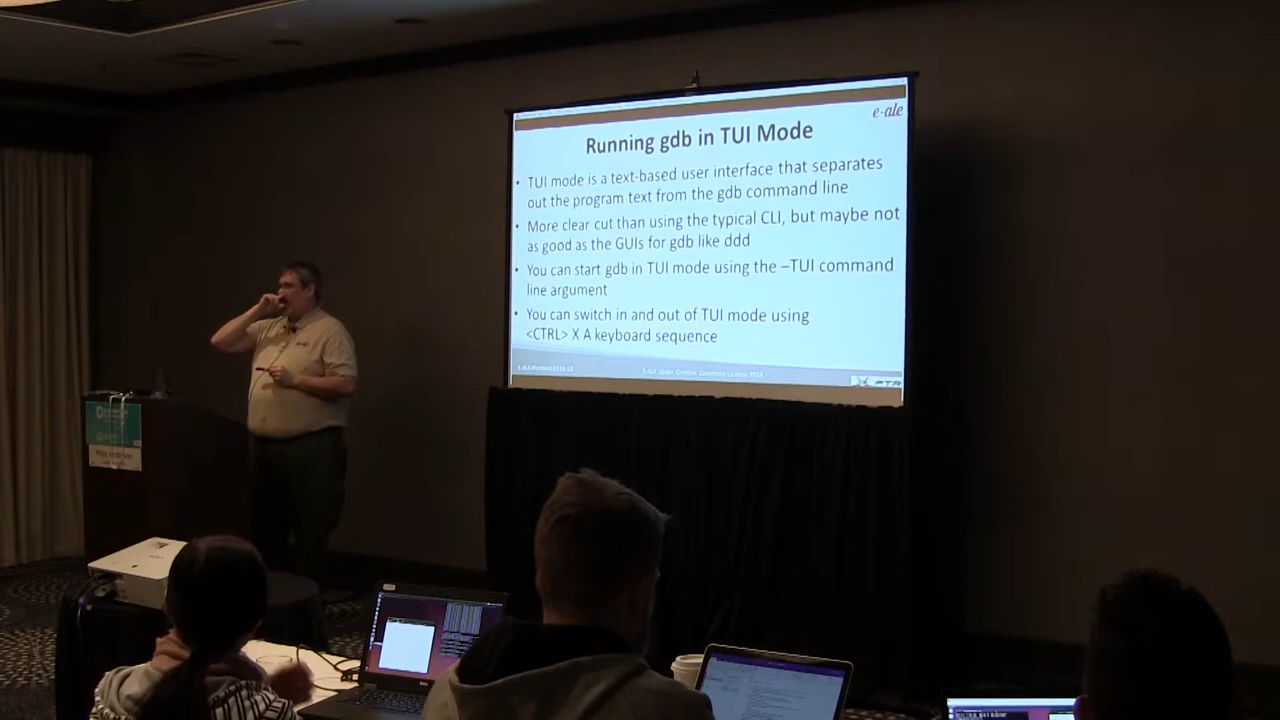 e-ale
Running gdb in TUI Mode
• TUI mode is a text-based user interface that separates
out the program text from the gdb command line
• More clear cut than using the typical CLI, but maybe not
as good as the GUIs for gdb like ddd
• You can start gdb in TUI mode using the –TUI command
line argument
• You can switch in and out of TUI mode using
<CTRL> X A keyboard sequence